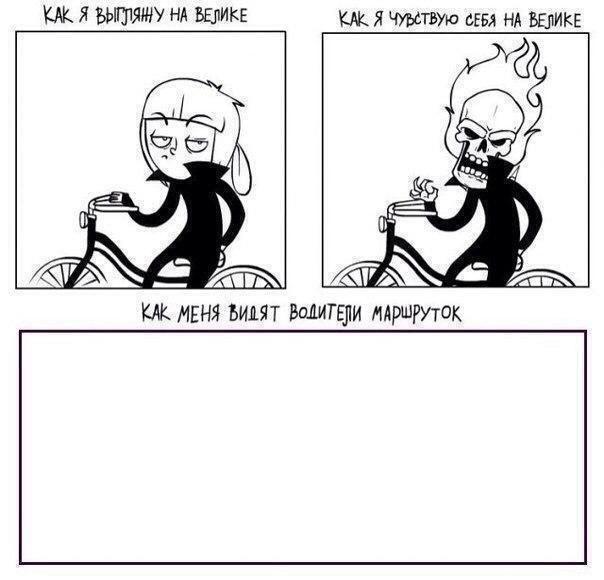 КАК Я ВЫГЛЯЖУ НА ВЕЛИКЕ
КАК Я ЧУВСТВУЮ СЕБЯ НА ВЕЛИКЕ
КАК МЕНЯ ВИДЯТ ВОДИТЕЛИ МАРШРУТОК